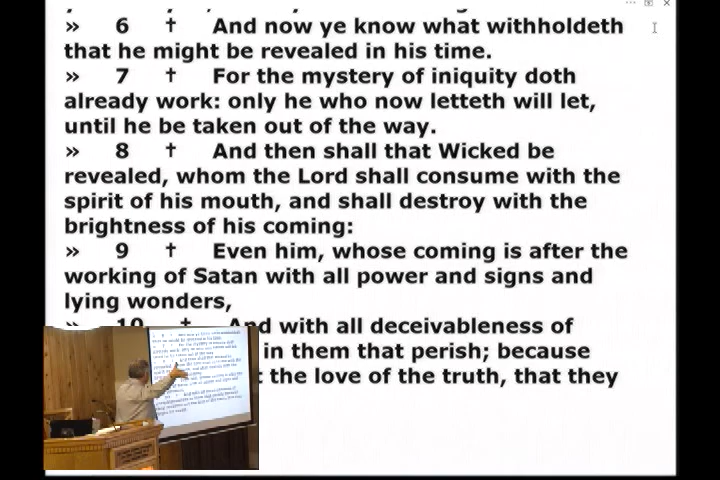 » 6 ✝ And now ye know what withholdeth
that he might be revealed in his time.
» 7 ✝ For the mystery of iniquity doth
already work: only he who now letteth will let,
until he be taken out of the way.
» 8 ✝ And then shall that Wicked be
revealed, whom the Lord shall consume with the
spirit of his mouth, and shall destroy with the
brightness of his coming:
» 9 ✝ Even him, whose coming is after the
working of Satan with all power and signs and
lying wonders,
» 10 ✝ And with all deceivableness of
in them that perish; because
the love of the truth, that they